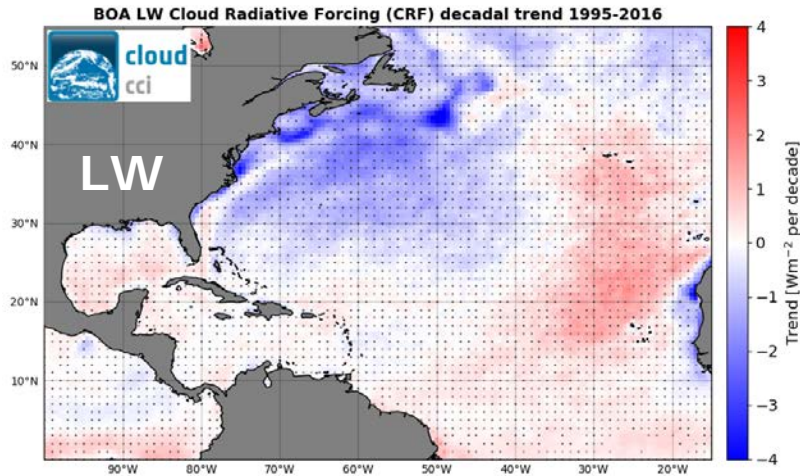 BOA LW Cloud Radiative Forcing (CRF) decadal trend 1995-2016
cloud
cci
LW
50°N
40°N
30°N
20°N
10°N
90°W 80°W 70°W 60°W 50°W 40°W 30°W 20°W
4
3
2
1
0
−1
−2
−3
−4
Trend [Wm⁻² per decade]